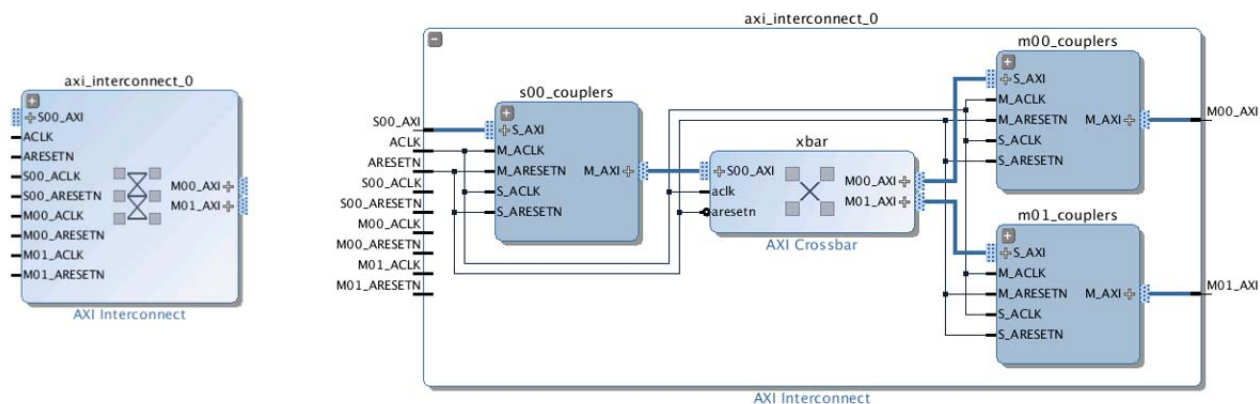 axi_interconnect_0
S00_AXI
ACLK
ARESETN
S00_ACLK
S00_ARESETN
M00_ACLK
M00_ARESETN
M01_ACLK
M01_ARESETN
M00_AXI
M01_AXI
AXI Interconnect
axi_interconnect_0
S00_AXI
ACLK
ARESETN
S00_ACLK
S00_ARESETN
M00_ACLK
M00_ARESETN
M01_ACLK
M01_ARESETN
s00_couplers
S_AXI
M_ACLK
M_ARESETN
S_ACLK
S_ARESETN
M_AXI
xbar
S00_AXI
aclk
aresetn
M00_AXI
M01_AXI
AXI Crossbar
m00_couplers
S_AXI
M_ACLK
M_ARESETN
S_ACLK
S_ARESETN
M_AXI
m01_couplers
S_AXI
M_ACLK
M_ARESETN
S_ACLK
S_ARESETN
M_AXI
M00_AXI
M01_AXI
AXI Interconnect